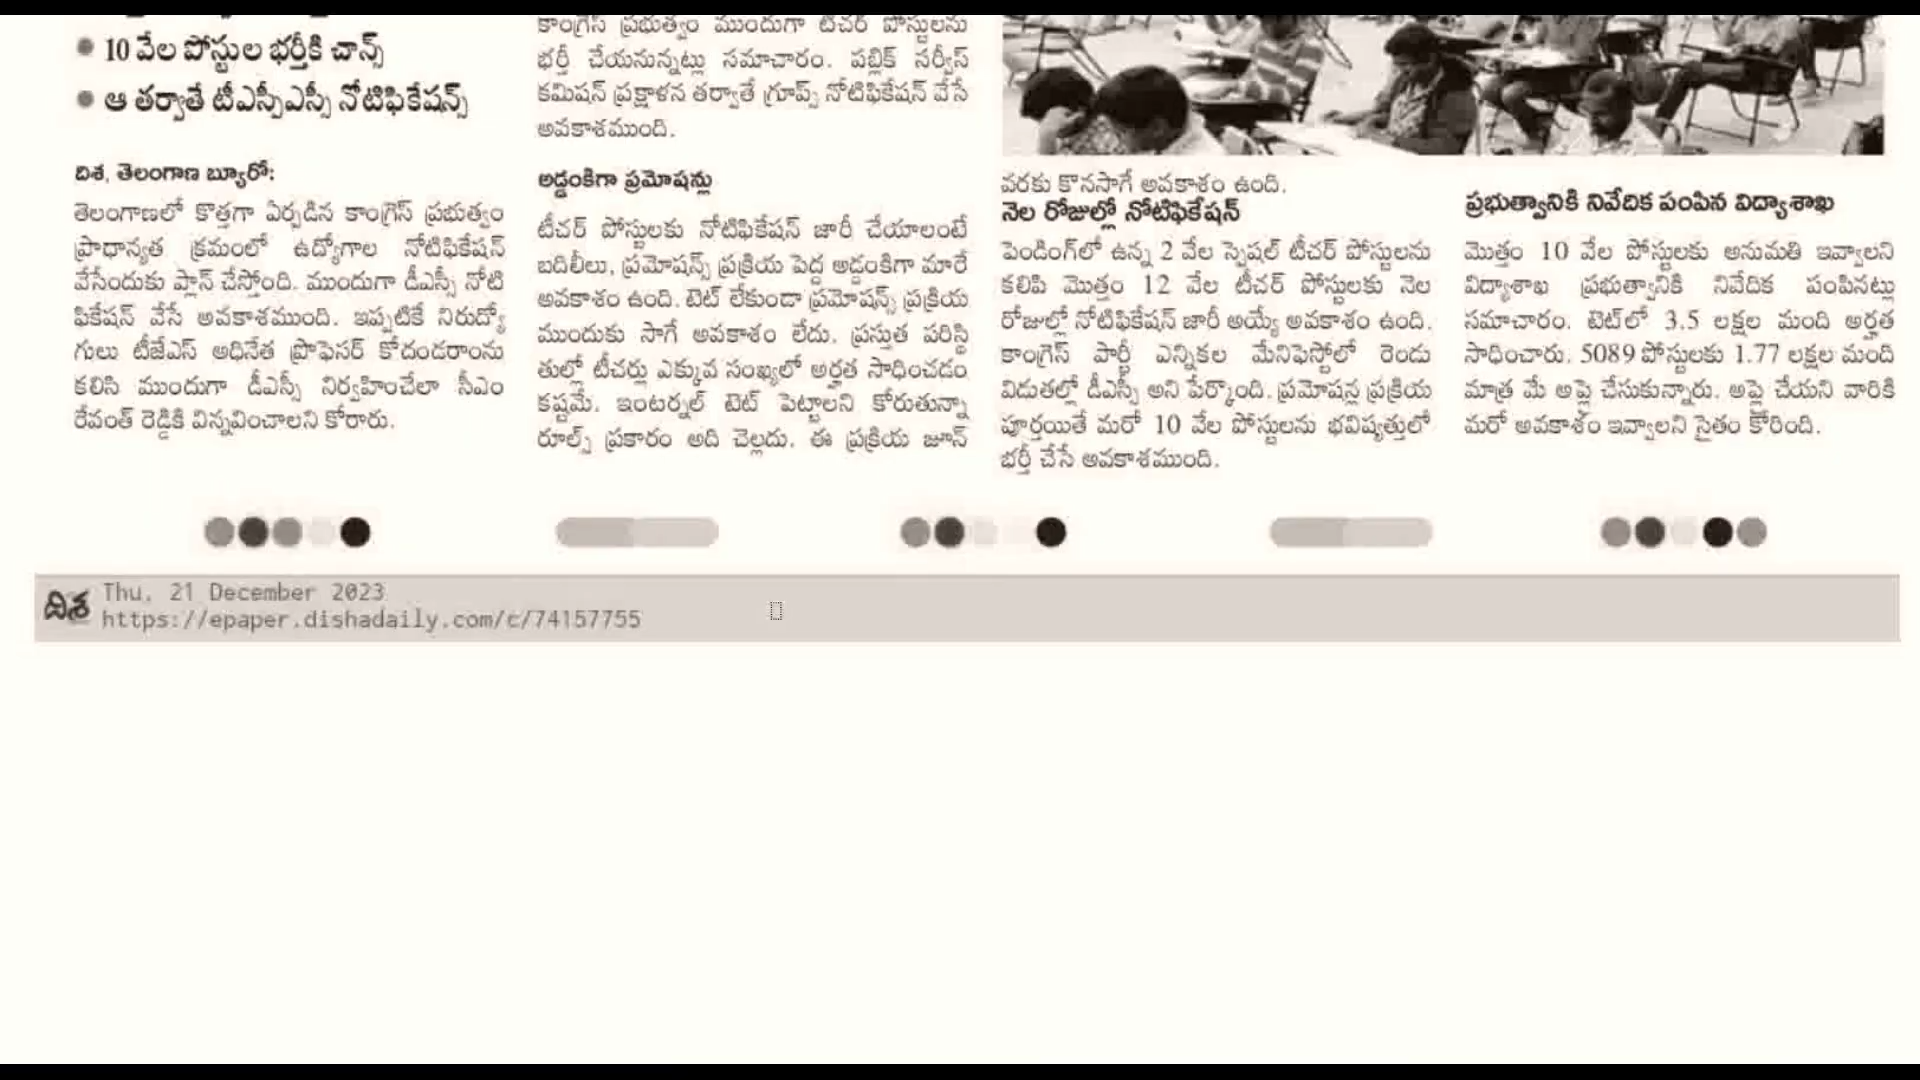 10 వేల పోస్టుల భర్తీకి చాన్స్
ఆ తర్వాతే టీఎస్పీఎస్సీ నోటిఫికేషన్స్
దిశ, తెలంగాణ బ్యూరో:
తెలంగాణలో కొత్తగా ఏర్పడిన కాంగ్రెస్ ప్రభుత్వం
ప్రాధాన్యత క్రమంలో ఉద్యోగాల నోటిఫికేషన్
వేసేందుకు ప్లాన్ చేస్తోంది. ముందుగా డీఎస్సీ నోటి
ఫికేషన్ వేసే అవకాశముంది. ఇప్పటికే నిరుద్యో
గులు టీజేఎస్ అధినేత ప్రొఫెసర్ కోదండరాంను
కలిసి ముందుగా డీఎస్సీ నిర్వహించేలా సీఎం
రేవంత్ రెడ్డికి విన్నవించాలని కోరారు.
కాంగ్రెస్ ప్రభుత్వం ముందుగా టీచర్ పోస్టులను
భర్తీ చేయనున్నట్లు సమాచారం. పబ్లిక్ సర్వీస్
కమిషన్ ప్రక్షాళన తర్వాతే గ్రూప్స్ నోటిఫికేషన్ వేసే
అవకాశముంది.
అడ్డంకిగా ప్రమోషన్లు
టీచర్ పోస్టులకు నోటిఫికేషన్ జారీ చేయాలంటే
బదిలీలు, ప్రమోషన్స్ ప్రక్రియ పెద్ద అడ్డంకిగా మారే
అవకాశం ఉంది. టెట్ లేకుండా ప్రమోషన్స్ ప్రక్రియ
ముందుకు సాగే అవకాశం లేదు. ప్రస్తుత పరిస్థి
తుల్లో టీచర్లు ఎక్కువ సంఖ్యలో అర్హత సాధించడం
కష్టమే. ఇంటర్నల్ టెట్ పెట్టాలని కోరుతున్నా
రూల్స్ ప్రకారం అది చెల్లదు. ఈ ప్రక్రియ జూన్
వరకు కొనసాగే అవకాశం ఉంది.
నెల రోజుల్లో నోటిఫికేషన్
పెండింగ్‌లో ఉన్న 2 వేల స్పెషల్ టీచర్ పోస్టులను
కలిపి మొత్తం 12 వేల టీచర్ పోస్టులకు నెల
రోజుల్లో నోటిఫికేషన్ జారీ అయ్యే అవకాశం ఉంది.
కాంగ్రెస్ పార్టీ ఎన్నికల మేనిఫెస్టోలో రెండు
విడుతల్లో డీఎస్సీ అని పేర్కొంది. ప్రమోషన్ల ప్రక్రియ
పూర్తయితే మరో 10 వేల పోస్టులను భవిష్యత్తులో
భర్తీ చేసే అవకాశముంది.
ప్రభుత్వానికి నివేదిక పంపిన విద్యాశాఖ
మొత్తం 10 వేల పోస్టులకు అనుమతి ఇవ్వాలని
విద్యాశాఖ ప్రభుత్వానికి నివేదిక పంపినట్లు
సమాచారం. టెట్‌లో 3.5 లక్షల మంది అర్హత
సాధించారు. 5089 పోస్టులకు 1.77 లక్షల మంది
మాత్ర మే అప్లై చేసుకున్నారు. అప్లై చేయని వారికి
మరో అవకాశం ఇవ్వాలని సైతం కోరింది.
దిశ
Thu, 21 December 2023
https://epaper.dishadaily.com/c/74157755